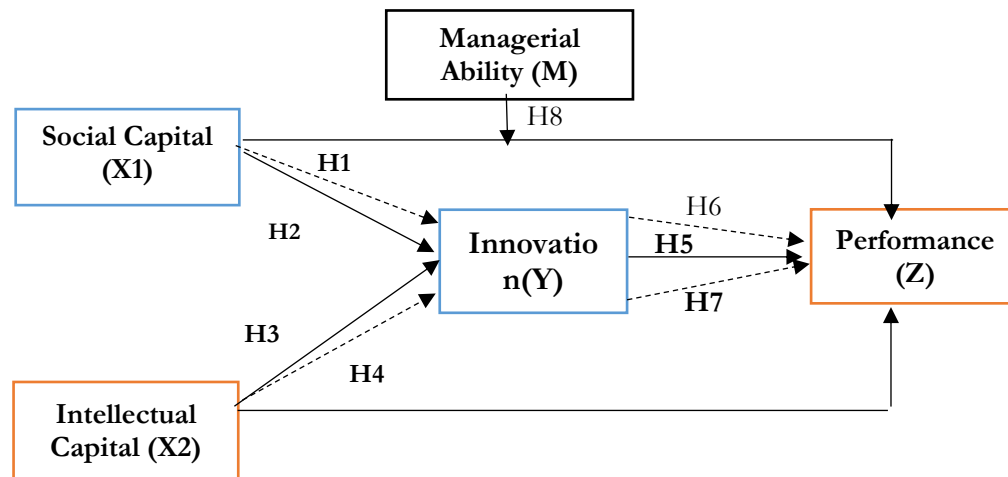 Managerial
Ability (M)
H8
Social Capital
(X1)
H1
H2
H6
Innovatio
n(Y)
H5
Performance
(Z)
H7
H3
H4
Intellectual
Capital (X2)